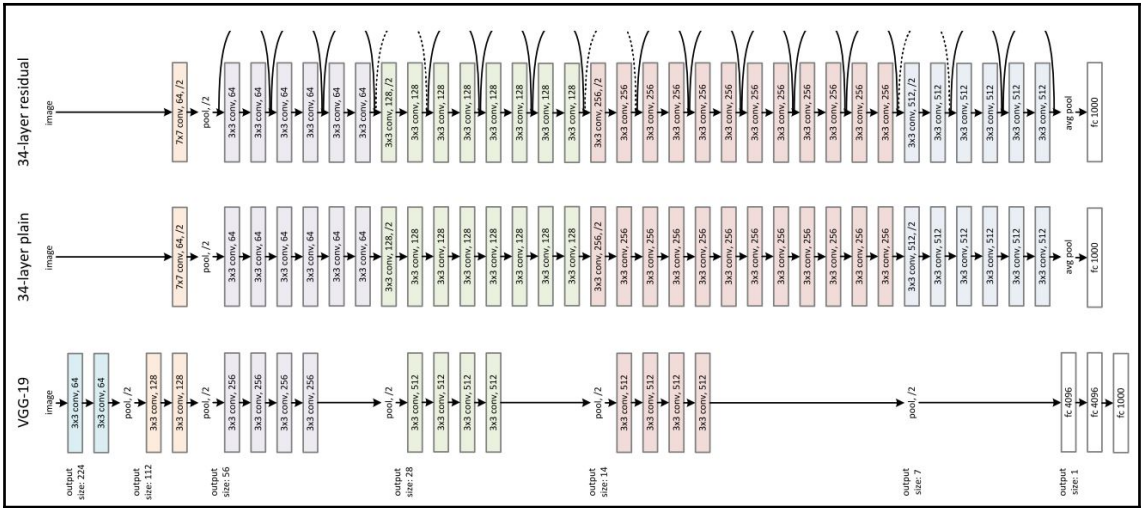 34-layer residual
image
7x7 conv, 64, /2
pool, /2
3x3 conv, 64
3x3 conv, 64
3x3 conv, 64
3x3 conv, 64
3x3 conv, 64
3x3 conv, 64
3x3 conv, 128, /2
3x3 conv, 128
3x3 conv, 128
3x3 conv, 128
3x3 conv, 128
3x3 conv, 128
3x3 conv, 128
3x3 conv, 128
3x3 conv, 256, /2
3x3 conv, 256
3x3 conv, 256
3x3 conv, 256
3x3 conv, 256
3x3 conv, 256
3x3 conv, 256
3x3 conv, 256
3x3 conv, 256
3x3 conv, 256
3x3 conv, 256
3x3 conv, 256
3x3 conv, 512, /2
3x3 conv, 512
3x3 conv, 512
3x3 conv, 512
3x3 conv, 512
3x3 conv, 512
avg pool
fc 1000
34-layer plain
image
7x7 conv, 64, /2
pool, /2
3x3 conv, 64
3x3 conv, 64
3x3 conv, 64
3x3 conv, 64
3x3 conv, 64
3x3 conv, 64
3x3 conv, 128, /2
3x3 conv, 128
3x3 conv, 128
3x3 conv, 128
3x3 conv, 128
3x3 conv, 128
3x3 conv, 128
3x3 conv, 128
3x3 conv, 256, /2
3x3 conv, 256
3x3 conv, 256
3x3 conv, 256
3x3 conv, 256
3x3 conv, 256
3x3 conv, 256
3x3 conv, 256
3x3 conv, 256
3x3 conv, 256
3x3 conv, 256
3x3 conv, 256
3x3 conv, 512, /2
3x3 conv, 512
3x3 conv, 512
3x3 conv, 512
3x3 conv, 512
3x3 conv, 512
avg pool
fc 1000
VGG-19
image
3x3 conv, 64
3x3 conv, 64
pool, /2
3x3 conv, 128
3x3 conv, 128
pool, /2
3x3 conv, 256
3x3 conv, 256
3x3 conv, 256
3x3 conv, 256
pool, /2
3x3 conv, 512
3x3 conv, 512
3x3 conv, 512
3x3 conv, 512
pool, /2
3x3 conv, 512
3x3 conv, 512
3x3 conv, 512
3x3 conv, 512
pool, /2
fc 4096
fc 4096
fc 1000
output
size: 224
output
size: 112
output
size: 56
output
size: 28
output
size: 14
output
size: 7
output
size: 1